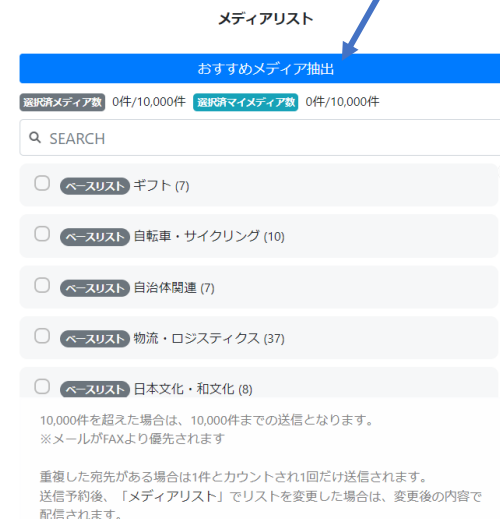 メディアリスト
おすすめメディア抽出
選択済メディア数 0件/10,000件 選択済マイメディア数 0件/10,000件
SEARCH
ベースリスト ギフト (7)
ベースリスト 自転車・サイクリング (10)
ベースリスト 自治体関連 (7)
ベースリスト 物流・ロジスティクス (37)
ベースリスト 日本文化・和文化 (8)
10,000件を超えた場合は、10,000件までの送信となります。
※メールがFAXより優先されます
重複した宛先がある場合は1件とカウントされ1回だけ送信されます。
送信予約後、「メディアリスト」でリストを変更した場合は、変更後の内容で
配信されます。